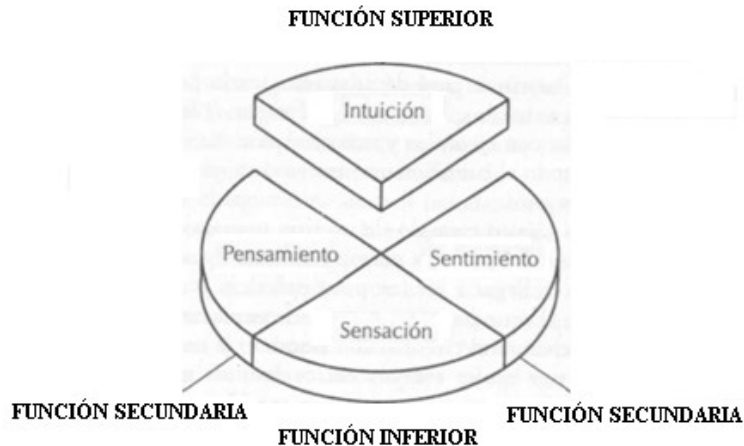 FUNCIÓN SUPERIOR
Intuición
Pensamiento
Sentimiento
Sensación
FUNCIÓN SECUNDARIA
FUNCIÓN SECUNDARIA
FUNCIÓN INFERIOR